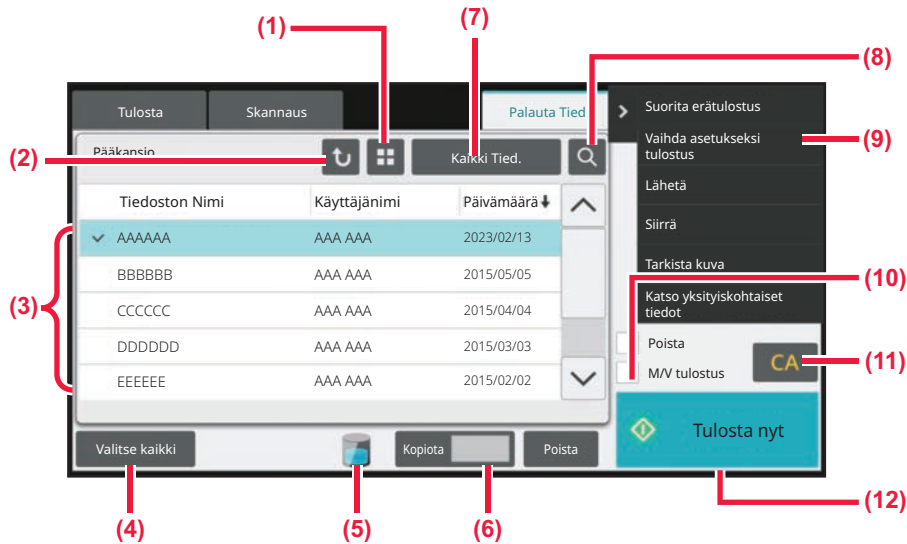 (1)
(7)
(8)
Tulosta
Skannaus
Palauta Tied
Suorita erätulostus
(2)
Pääkansio
Kaikki Tied.
Vaihda asetukseksi
tulostus
(9)
Tiedoston Nimi
Käyttäjänimi
Päivämäärä
Lähetä
(3)
AAAAAA
AAA AAA
2023/02/13
Siirrä
BBBBBB
AAA AAA
2015/05/05
Tarkista kuva
(10)
CCCCCC
AAA AAA
2015/04/04
Katso yksityiskohtaiset
tiedot
DDDDDD
AAA AAA
2015/03/03
Poista
EEEEEE
AAA AAA
2015/02/02
M/V tulostus
CA
(11)
Valitse kaikki
Kopiota
Poista
Tulosta nyt
(4)
(5)
(6)
(12)